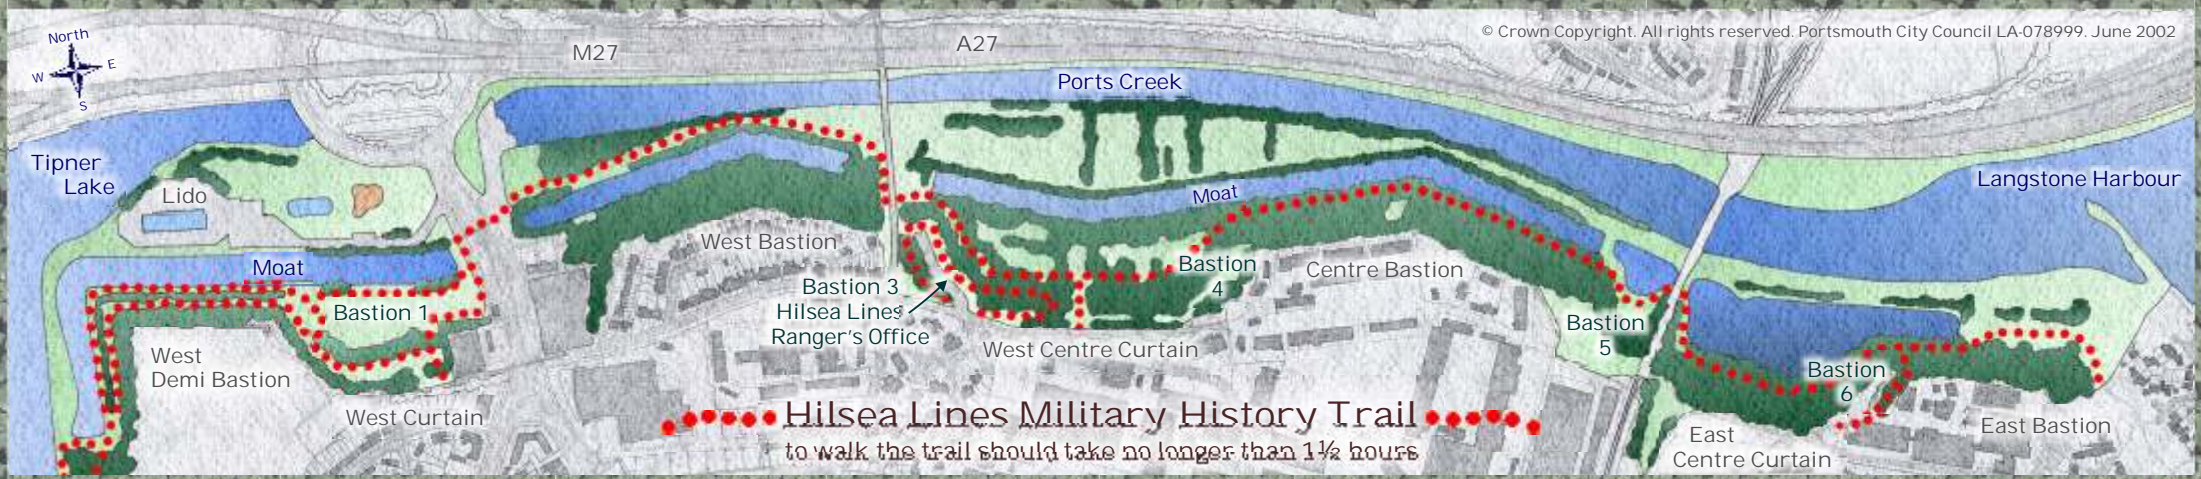 © Crown Copyright. All rights reserved. Portsmouth City Council LA-078999. June 2002
North
W
E
S
M27
A27
Ports Creek
Tipner
Lake
Lido
Moat
Langstone Harbour
West Bastion
Moat
Bastion 1
Bastion 3
Hilsea Lines
Ranger's Office
Bastion
4
Centre Bastion
West
Demi Bastion
West Curtain
West Centre Curtain
Bastion
5
Bastion
6
East
Centre Curtain
East Bastion
Hilsea Lines Military History Trail
to walk the trail should take no longer than 1½ hours